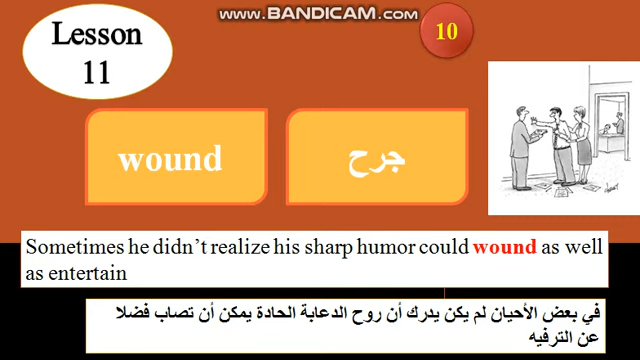 www.BANDICAM.com
Lesson
11
10
wound
جرح
Sometimes he didn't realize his sharp humor could wound as well
as entertain
في بعض الأحيان لم يكن يدرك أن روح الدعابة الحادة يمكن أن تصاب فضلا
عن الترفيه